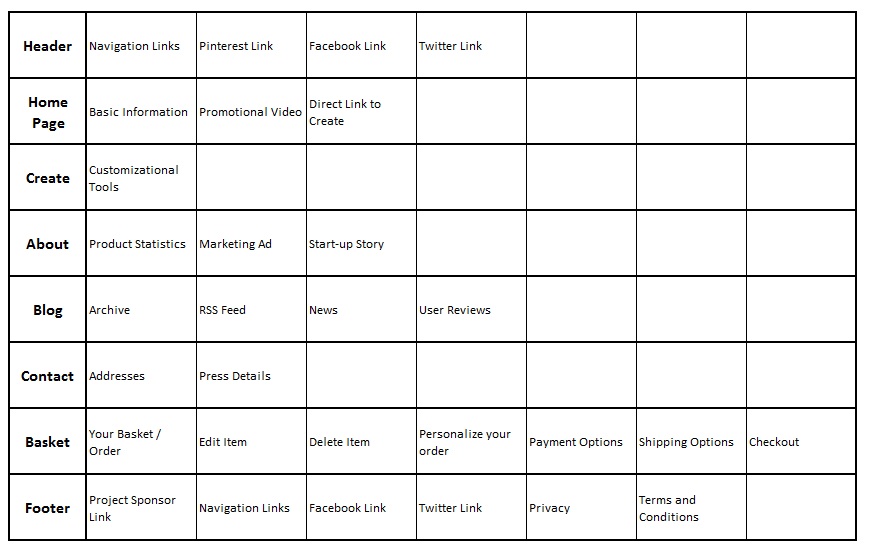 Header Navigation Links Pinterest Link Facebook Link Twitter Link
Home Page Basic Information Promotional Video Direct Link to Create
Create Customizational Tools
About Product Statistics Marketing Ad Start-up Story
Blog Archive RSS Feed News User Reviews
Contact Addresses Press Details
Basket Your Basket / Order Edit Item Delete Item Personalize your order Payment Options Shipping Options Checkout
Footer Project Sponsor Link Navigation Links Facebook Link Twitter Link Privacy Terms and Conditions